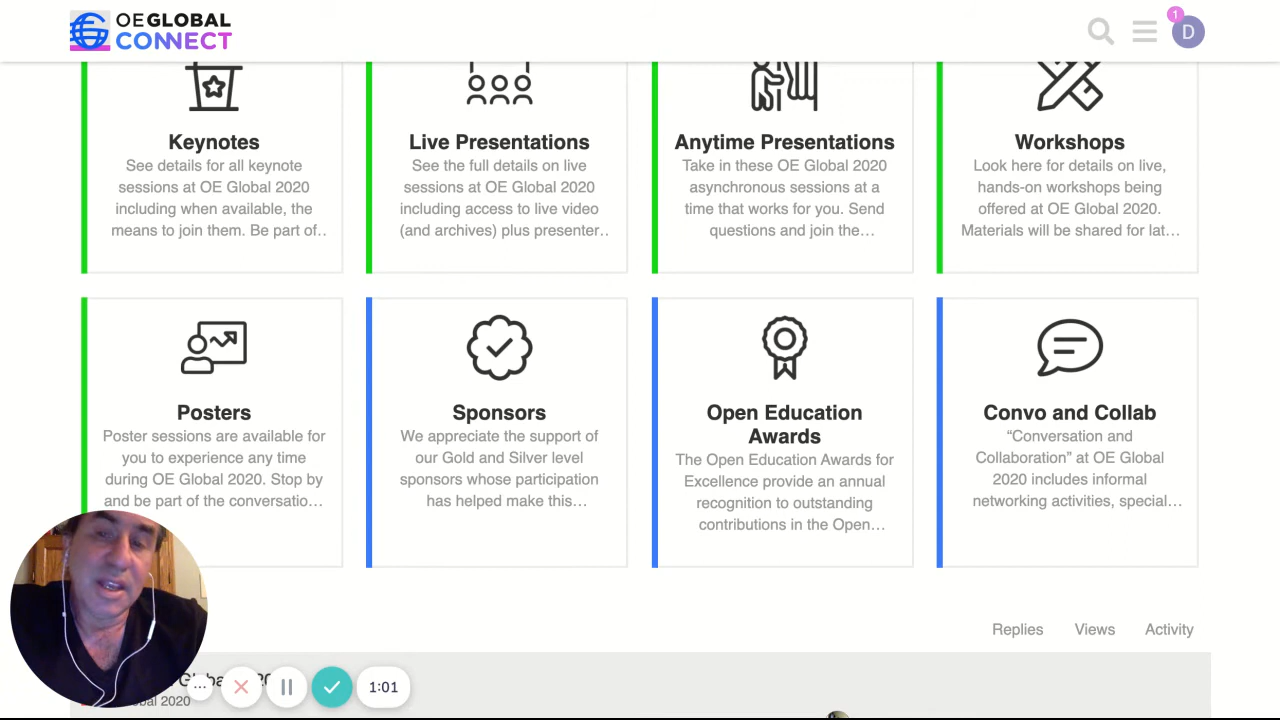 OEGLOBAL
CONNECT
1
D
Keynotes
See details for all keynote
sessions at OE Global 2020
including when available, the
means to join them. Be part of..
Live Presentations
See the full details on live
sessions at OE Global 2020
including access to live video
(and archives) plus presenter..
Anytime Presentations
Take in these OE Global 2020
asynchronous sessions at a
time that works for you. Send
questions and join the...
Workshops
Look here for details on live,
hands-on workshops being
offered at OE Global 2020.
Materials will be shared for lat...
Posters
Poster sessions are available for
you to experience any time
during OE Global 2020. Stop by
and be part of the conversatio...
Sponsors
We appreciate the support of
our Gold and Silver level
sponsors whose participation
has helped make this...
Open Education
Awards
The Open Education Awards for
Excellence provide an annual
recognition to outstanding
contributions in the Open...
Convo and Collab
“Conversation and
Collaboration” at OE Global
2020 includes informal
networking activities, special...
Replies Views Activity
1:01
2020